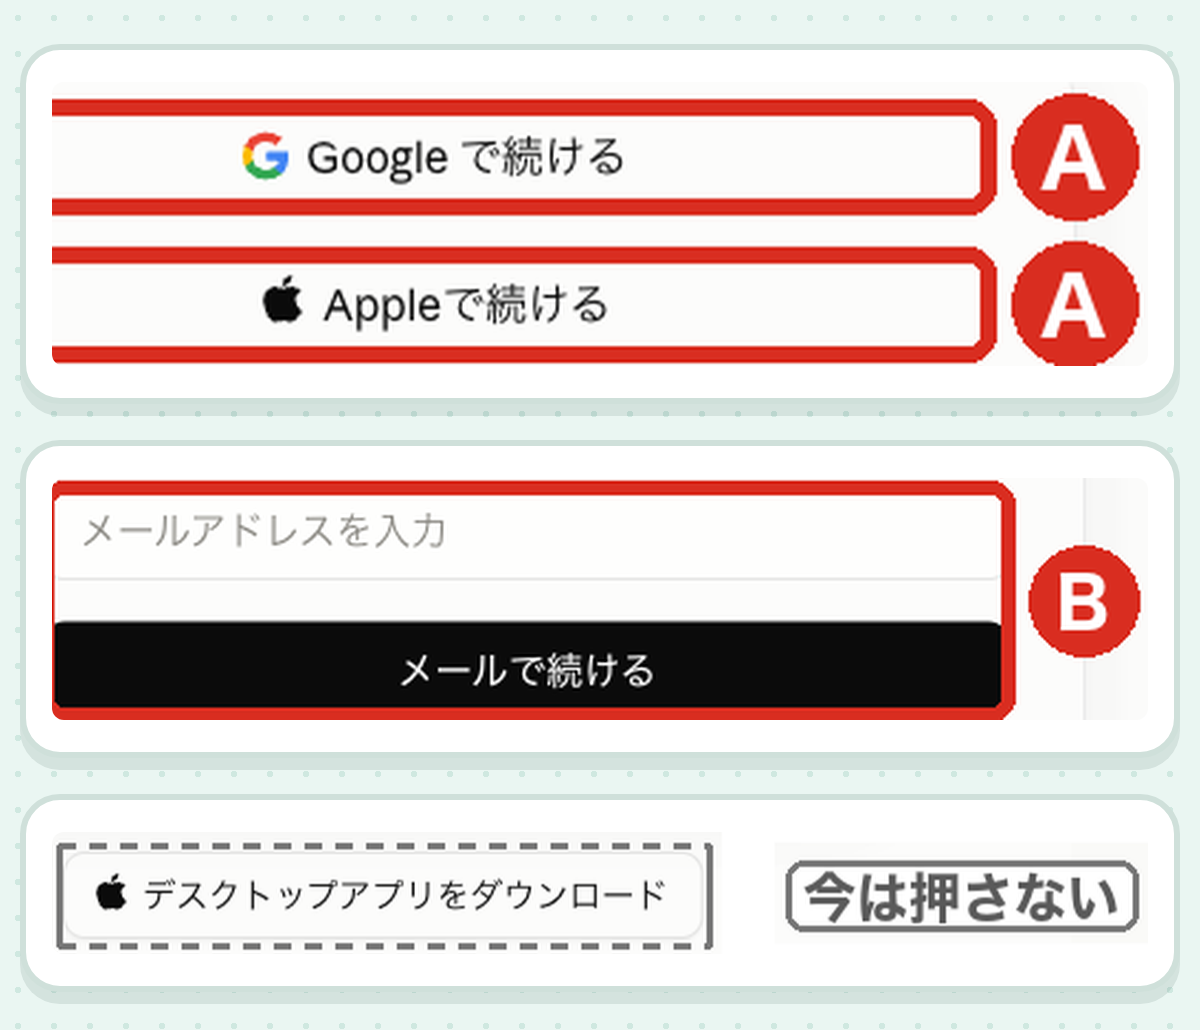 Google で続ける A
Appleで続ける A
メールアドレスを入力
B
メールで続ける
デスクトップアプリをダウンロード 今は押さない